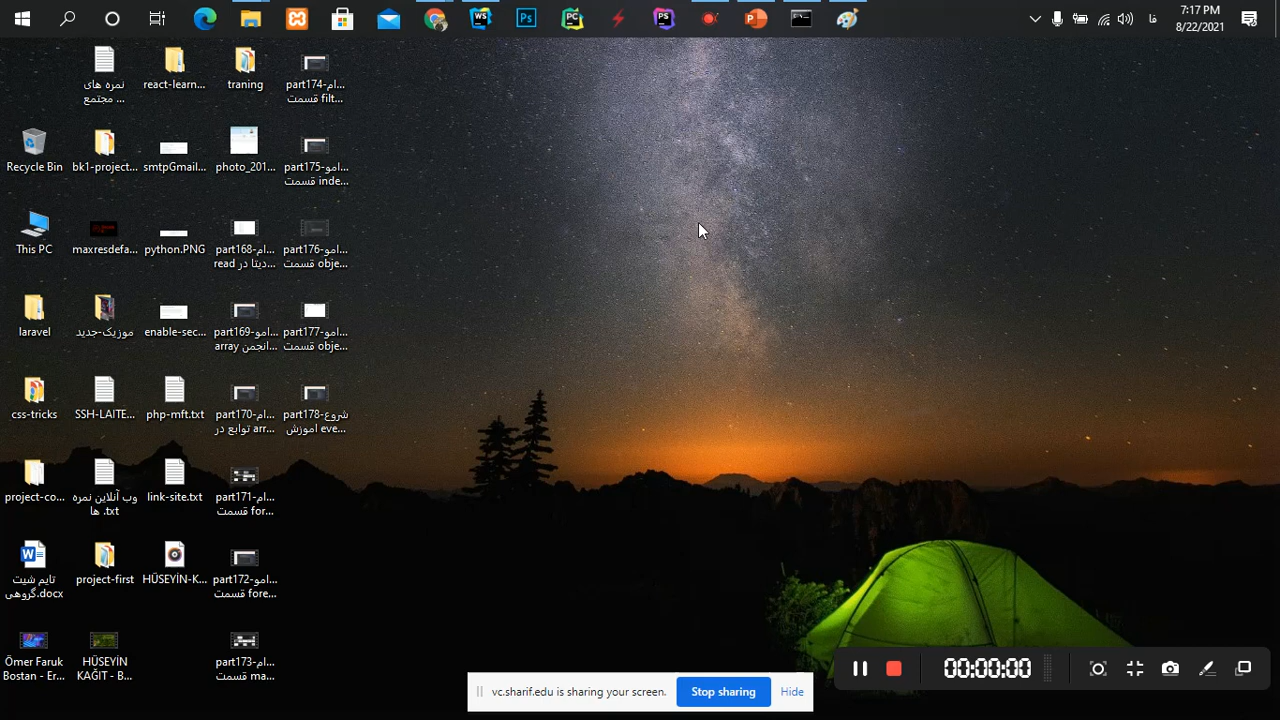 7:17 PM
فا
8/22/2021
نمره های
مجتمع ...
react-learn...
traning
part174-ام...
قسمت filt...
Recycle Bin
bk1-project...
smtpGmail...
photo_201...
part175-امو...
قسمت inde...
This PC
maxresdefa...
python.PNG
part168-ام...
دیتا در read
part176-امو...
قسمت obje...
laravel
موزیک-جدید
enable-sec...
part169-امو...
انجمن array...
part177-امو...
قسمت obje...
css-tricks
SSH-LAITE...
php-mft.txt
part170-ام...
توابع در arr...
part178-شروع
اموزش eve...
project-co...
وب آنلاین نمره
ها .txt
link-site.txt
part171-ام...
قسمت for...
تایم شیت
گروهی.docx
project-first
HÜSEYİN-K...
part172-امو...
قسمت fore...
Ömer Faruk
Bostan - Er...
HÜSEYİN
KAĞIT - B...
part173-ام...
قسمت ma...
00:00:00
vc.sharif.edu is sharing your screen.
Stop sharing
Hide